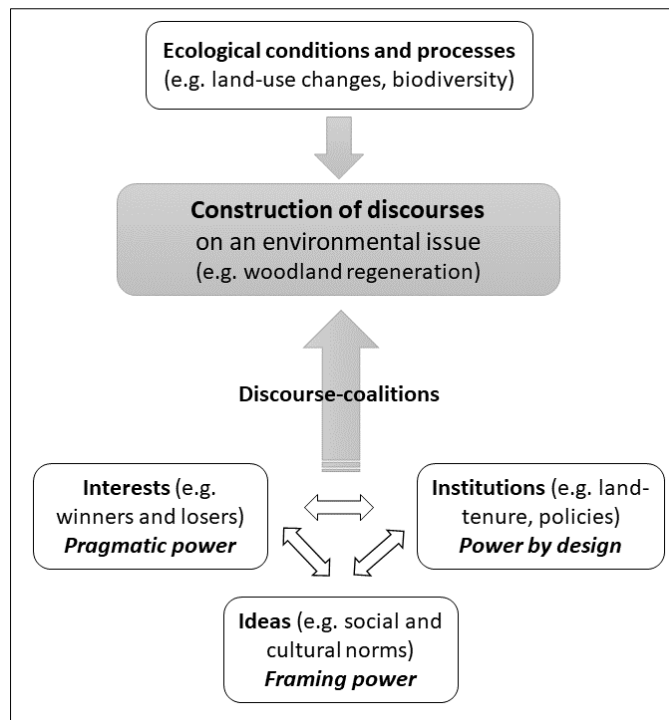 Ecological conditions and processes
(e.g. land-use changes, biodiversity)
Construction of discourses
on an environmental issue
(e.g. woodland regeneration)
Discourse-coalitions
Interests (e.g.
winners and losers)
Pragmatic power
Institutions (e.g. land-
tenure, policies)
Power by design
Ideas (e.g. social and
cultural norms)
Framing power